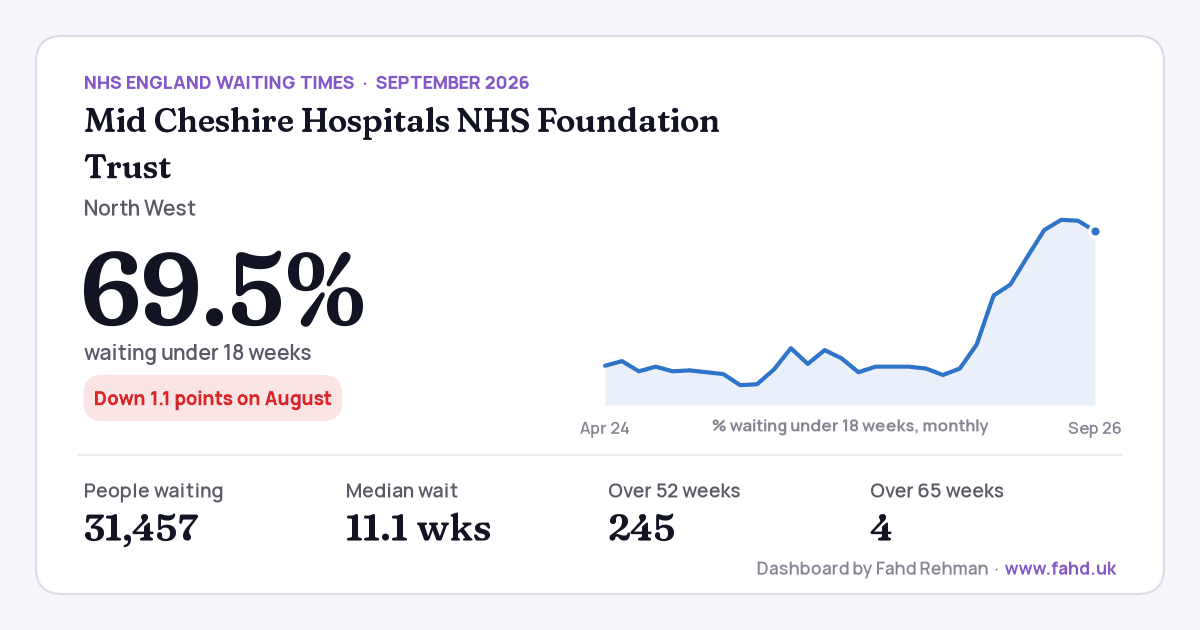 NHS ENGLAND WAITING TIMES · SEPTEMBER 2026
Mid Cheshire Hospitals NHS Foundation
Trust
North West
69.5%
waiting under 18 weeks
Down 1.1 points on August
Apr 24
% waiting under 18 weeks, monthly
Sep 26
People waiting
31,457
Median wait
11.1 wks
Over 52 weeks
245
Over 65 weeks
4
Dashboard by Fahd Rehman · www.fahd.uk